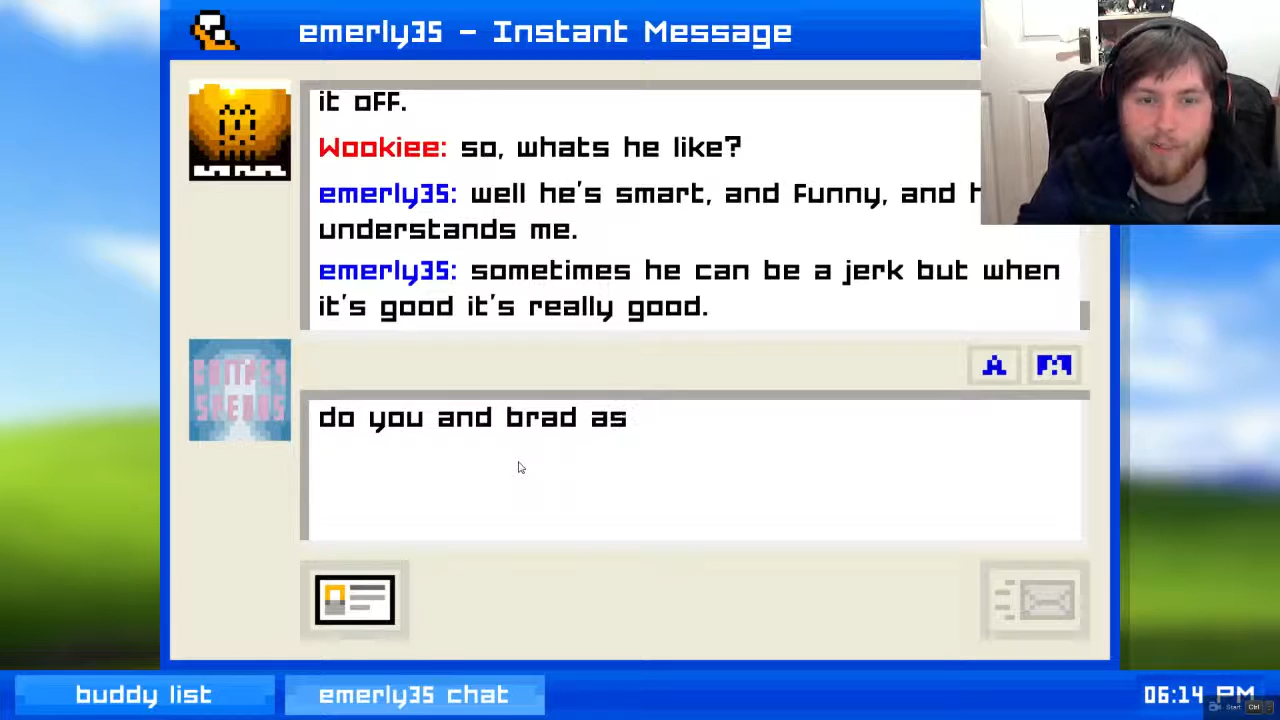 emerly35 - Instant Message
it off.
Wookiee: so, whats he like?
emerly35: well he's smart, and funny, and h
understands me.
emerly35: sometimes he can be a jerk but when
it's good it's really good.
A
do you and brad as
buddy list
emerly35 chat
06:14 PM
Start Ctrl